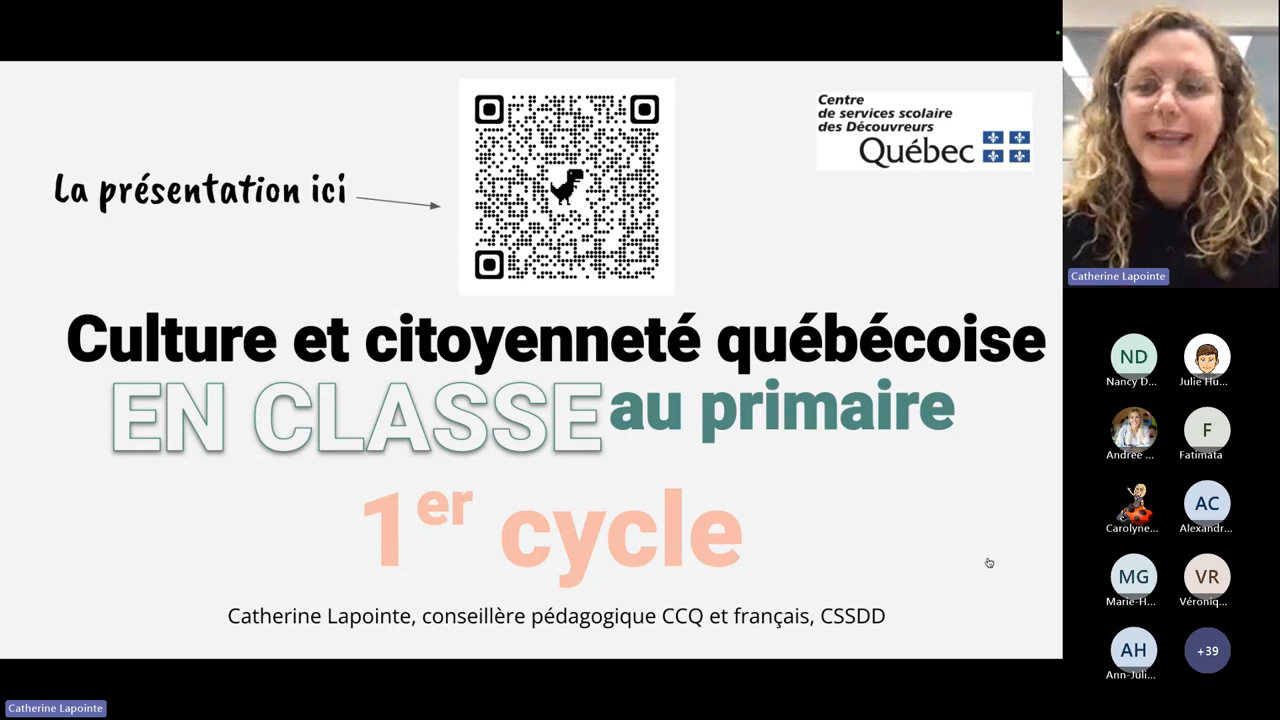 Centre
de services scolaire
des Découvreurs
Québec
La présentation ici
Culture et citoyenneté québécoise
EN CLASSE au primaire
1er cycle
Catherine Lapointe, conseillère pédagogique CCQ et français, CSSDD
Catherine Lapointe
Catherine Lapointe
ND
Nancy D...
Julie Hu...
Andrée ...
F
Fatimata
Carolyne...
AC
Alexandr...
MG
Marie-H...
VR
Véroniq...
AH
Ann-Juli...
+39